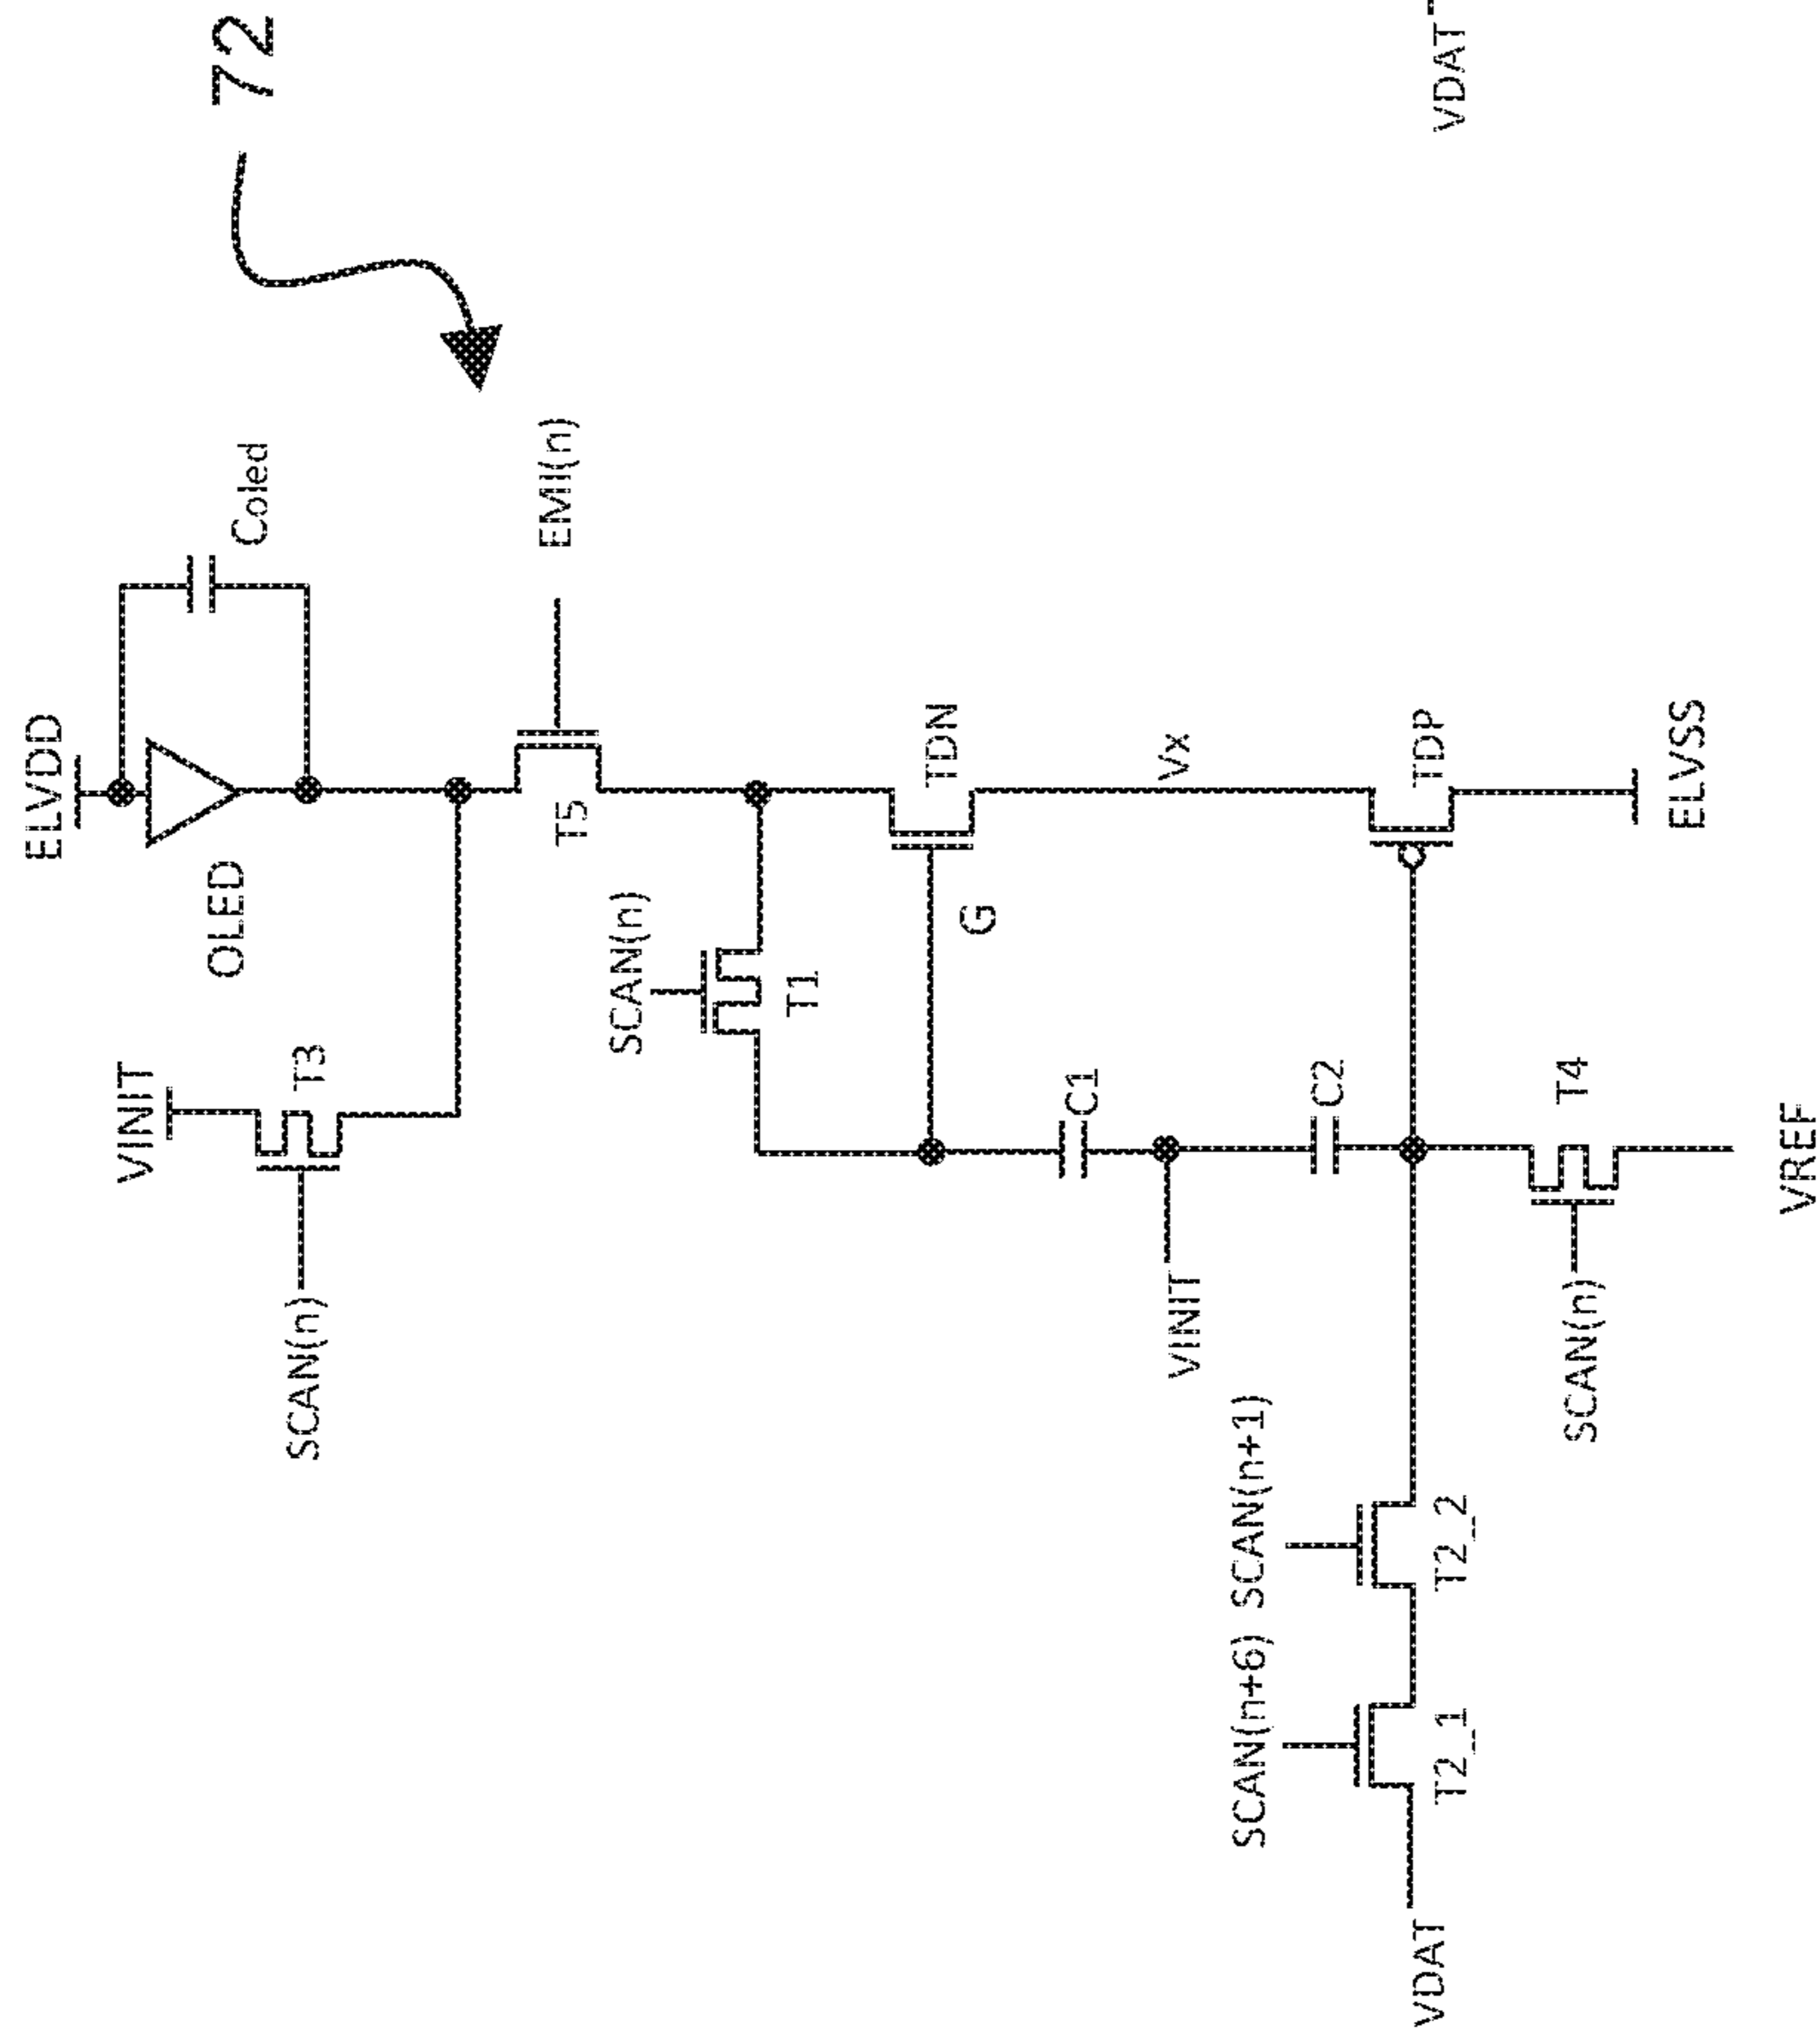 72
ELVDD
Coled
OLED
VINIT
T3
SCAN(n)
EMI(n)
T5
SCAN(n)
T1
TDN
G
Vx
C1
VINIT
C2
TDP
SCAN(n+6) SCAN(n+1)
VDAT
T2_1
T2_2
SCAN(n)
T4
VREF
ELVSS
VDAT